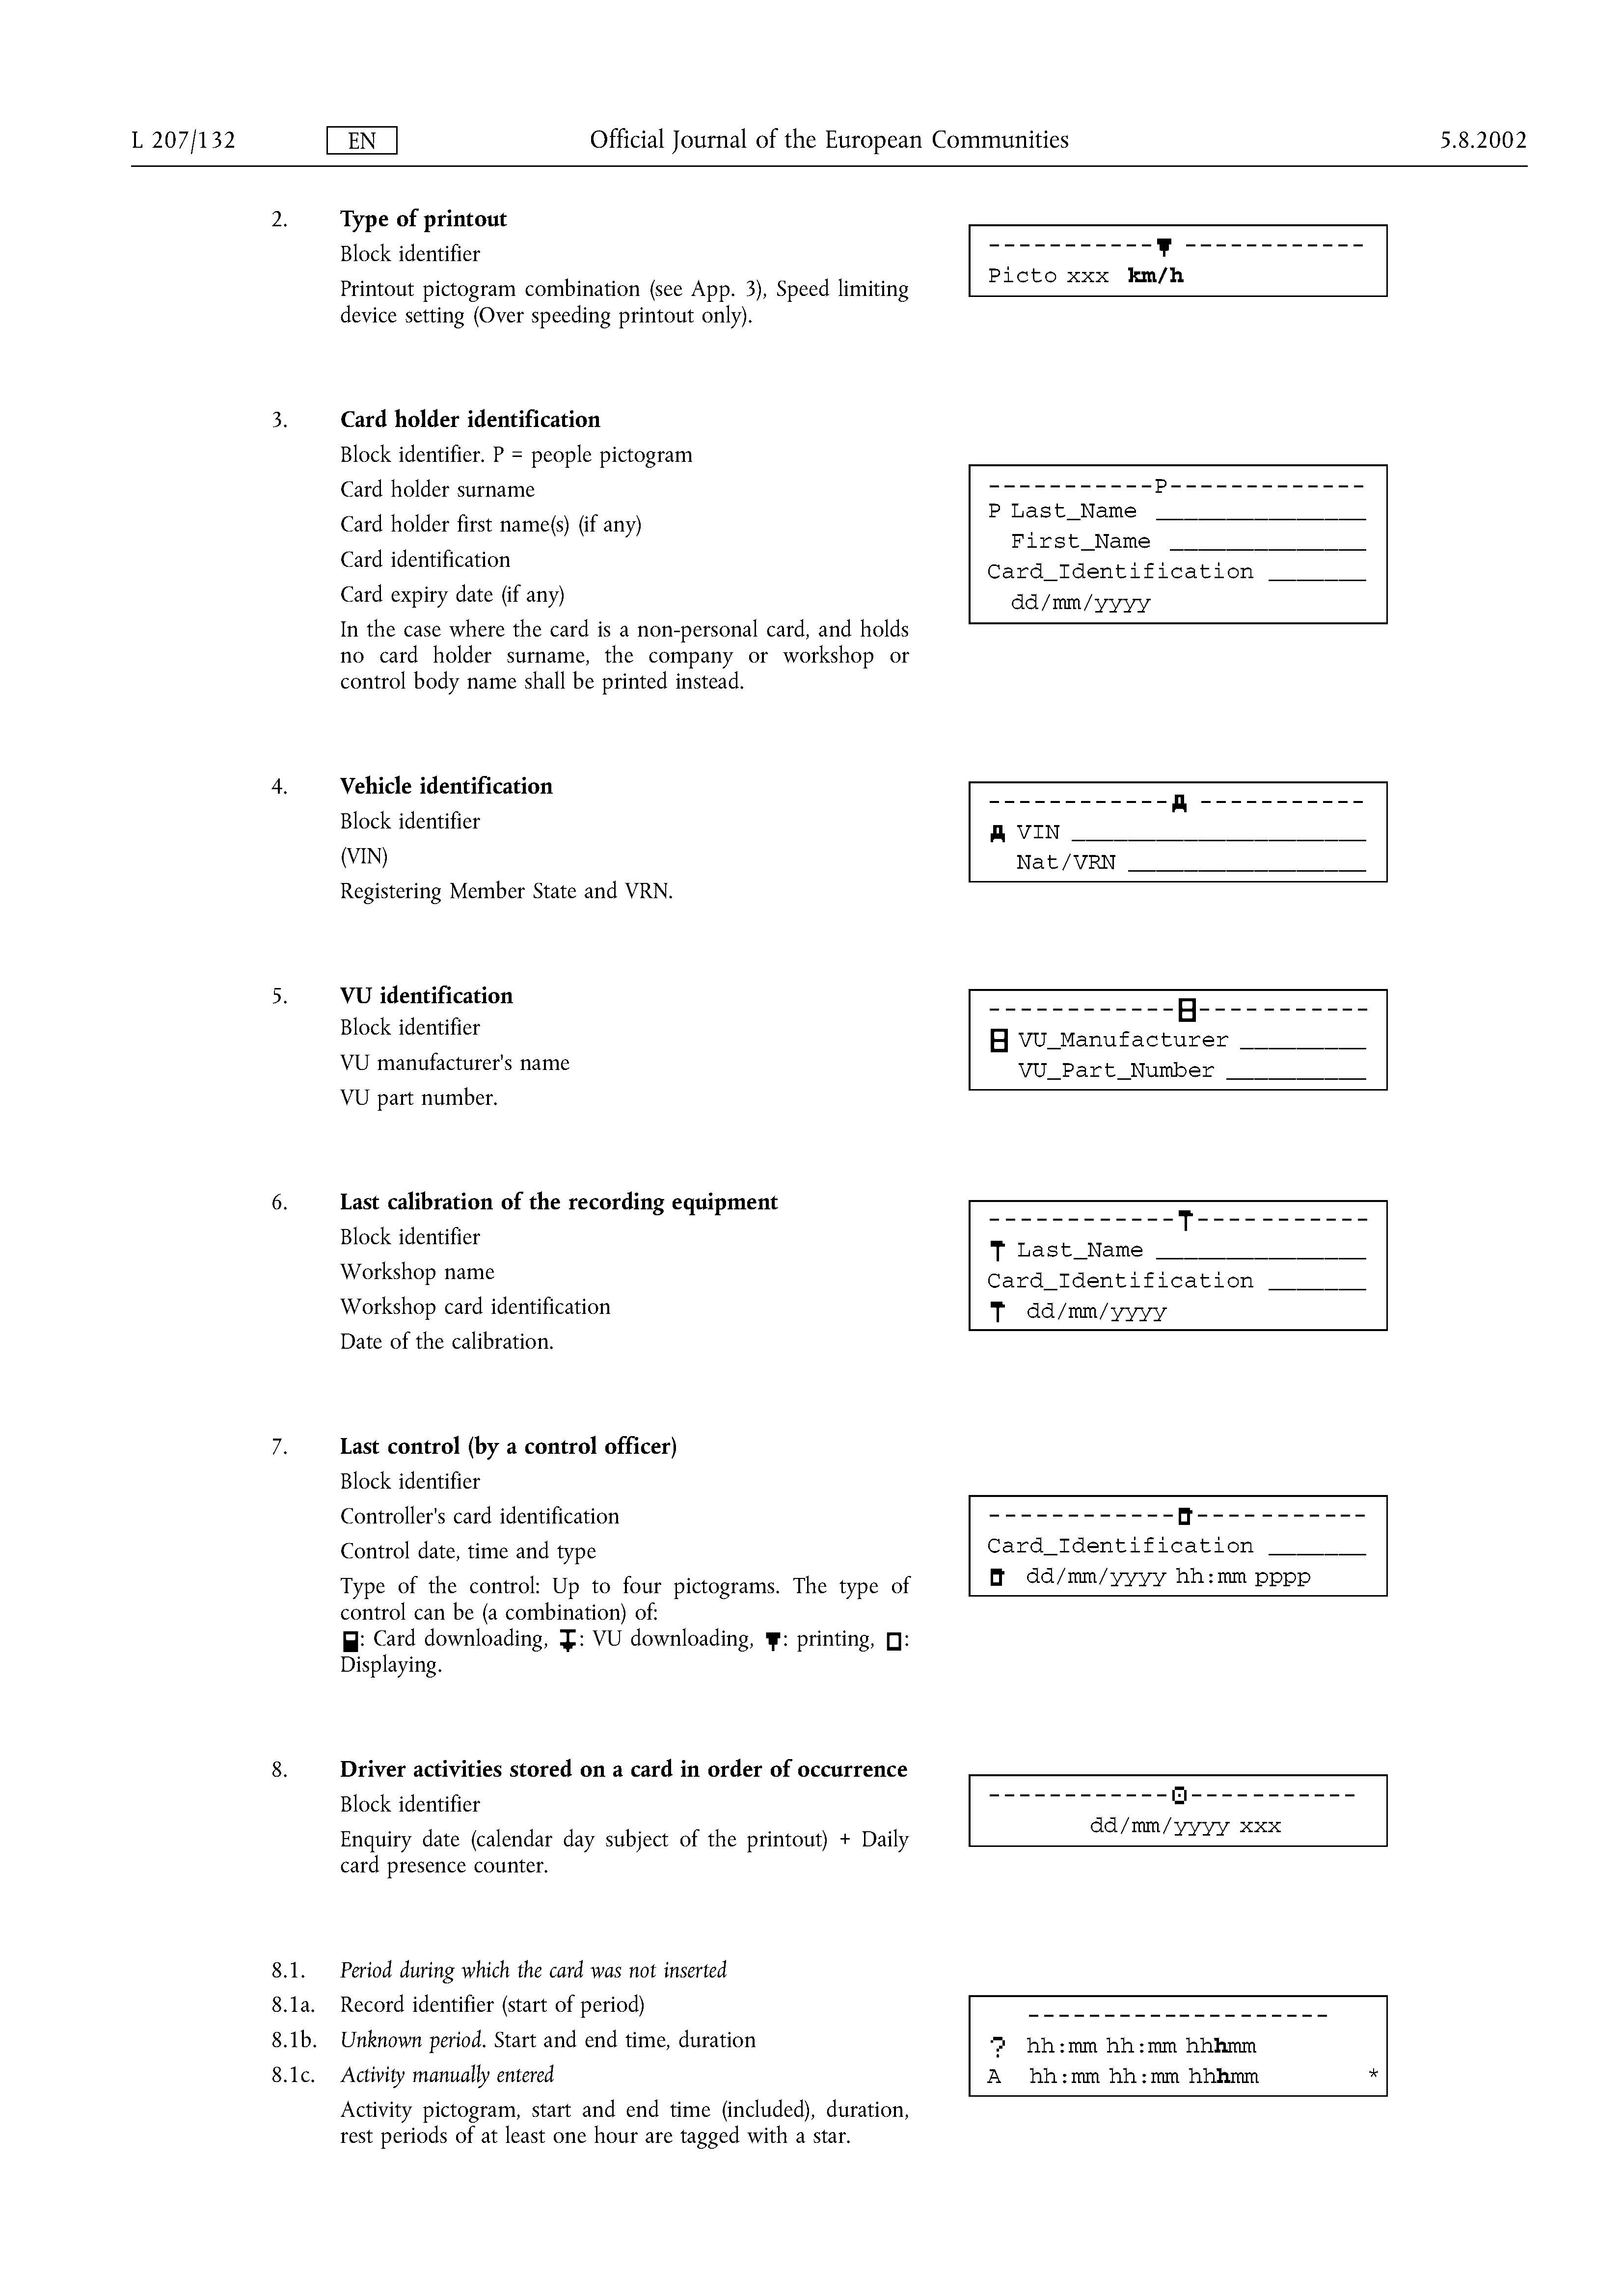 L 207/132 EN Official Journal of the European Communities 5.8.2002
2. Type of printout
Block identifier
Printout pictogram combination (see App. 3), Speed limiting
device setting (Over speeding printout only).
Picto xxx km/h
3. Card holder identification
Block identifier. P = people pictogram
Card holder surname
Card holder first name(s) (if any)
Card identification
Card expiry date (if any)
In the case where the card is a non-personal card, and holds
no card holder surname, the company or workshop or
control body name shall be printed instead.
-----------P-------------
P Last_Name _______________
First_Name ______________
Card_Identification _______
dd/mm/yyyy
4. Vehicle identification
Block identifier
(VIN)
Registering Member State and VRN.
VIN _____________________
Nat/VRN _________________
5. VU identification
Block identifier
VU manufacturer's name
VU part number.
VU_Manufacturer _________
VU_Part_Number __________
6. Last calibration of the recording equipment
Block identifier
Workshop name
Workshop card identification
Date of the calibration.
Last_Name _______________
Card_Identification _______
dd/mm/yyyy
7. Last control (by a control officer)
Block identifier
Controller's card identification
Control date, time and type
Type of the control: Up to four pictograms. The type of
control can be (a combination) of:
: Card downloading, : VU downloading, : printing, :
Displaying.
Card_Identification _______
dd/mm/yyyy hh:mm pppp
8. Driver activities stored on a card in order of occurrence
Block identifier
Enquiry date (calendar day subject of the printout) + Daily
card presence counter.
dd/mm/yyyy xxx
8.1. Period during which the card was not inserted
8.1a. Record identifier (start of period)
8.1b. Unknown period. Start and end time, duration
8.1c. Activity manually entered
Activity pictogram, start and end time (included), duration,
rest periods of at least one hour are tagged with a star.
--------------------
? hh:mm hh:mm hhhmm
A hh:mm hh:mm hhhmm *